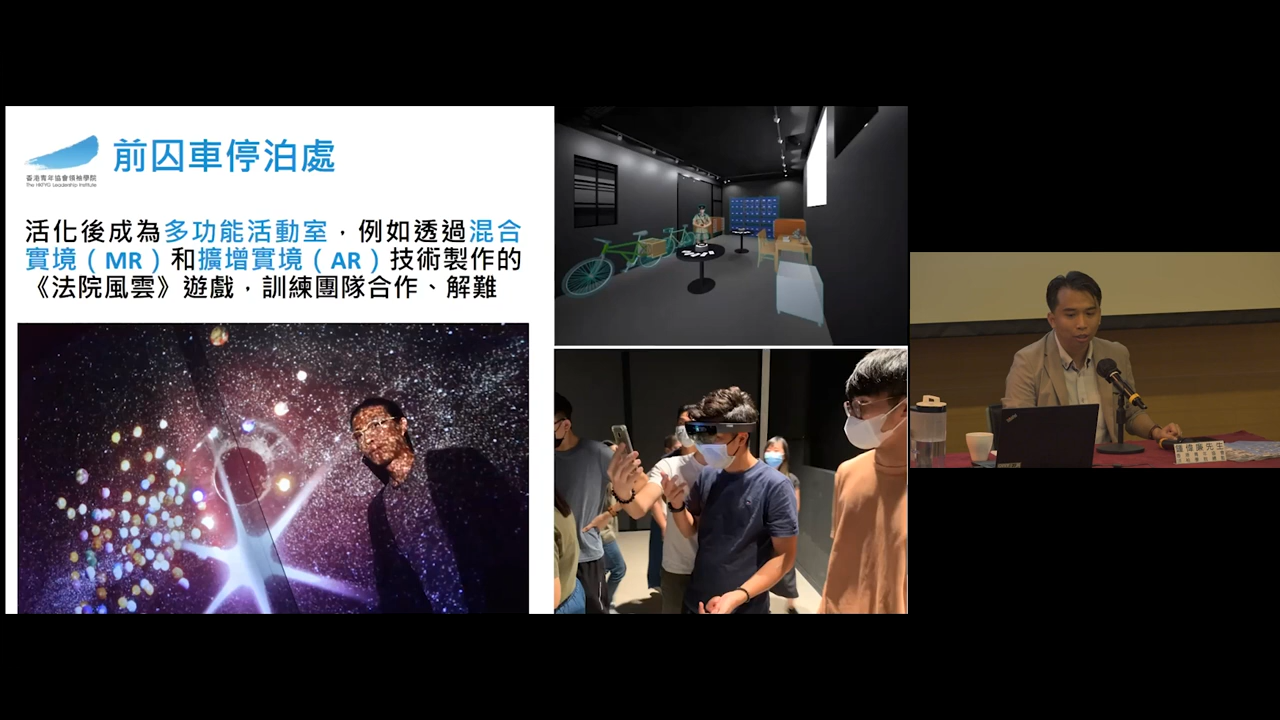 前囚車停泊處
香港青年協會領袖學院
The HKFYG Leadership Institute
活化後成為多功能活動室，例如透過混合
實境（MR）和擴增實境（AR）技術製作的
《法院風雲》遊戲，訓練團隊合作、解難